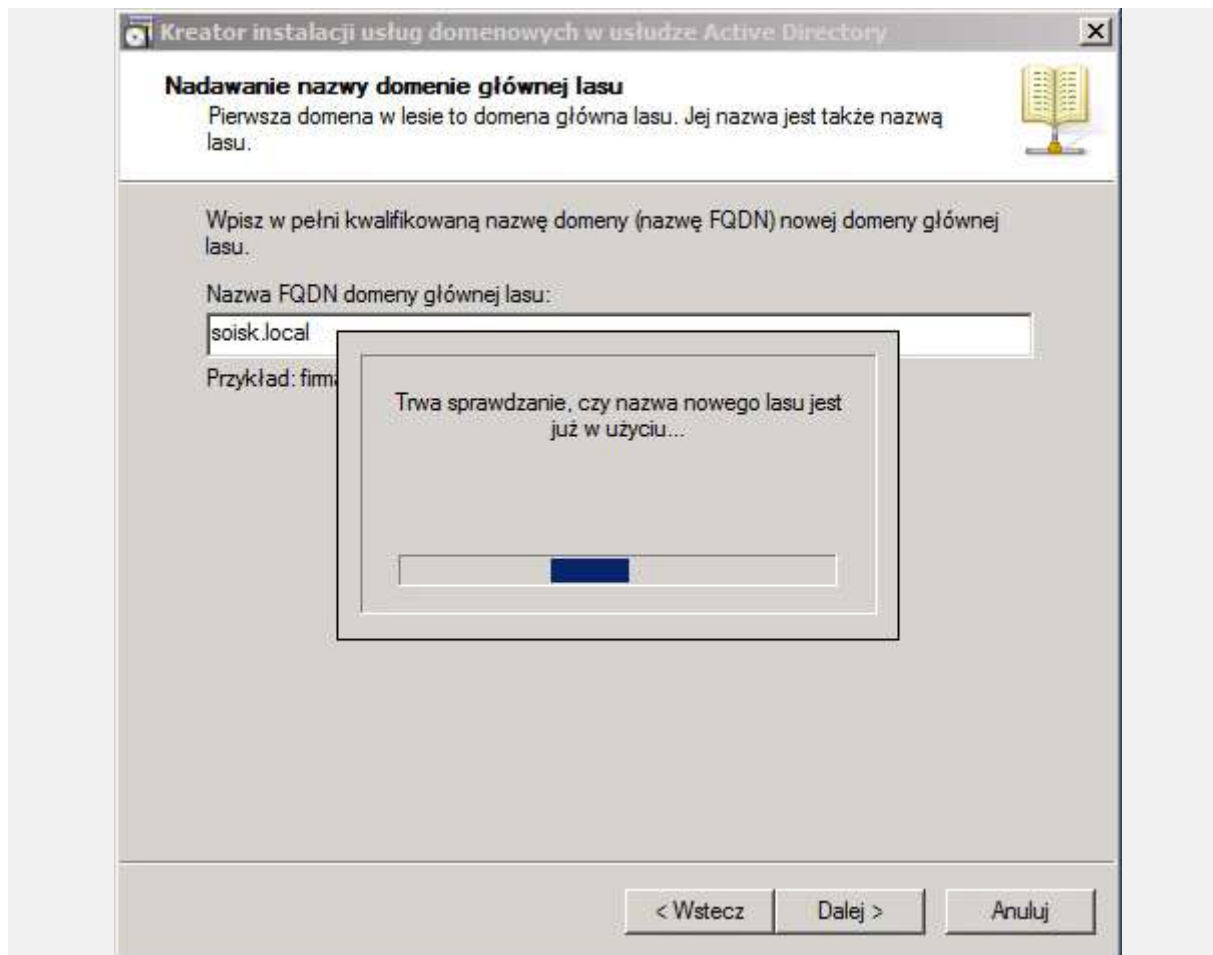 Kreator instalacji usług domenowych w usłudze Active Directory
Nadawanie nazwy domenie głównej lasu
Pierwsza domena w lesie to domena główna lasu. Jej nazwa jest także nazwą
lasu.
Wpisz w pełni kwalifikowaną nazwę domeny (nazwę FQDN) nowej domeny głównej
lasu.
Nazwa FQDN domeny głównej lasu:
soisk.local
Przykład:
Trwa sprawdzanie, czy nazwa nowego lasu jest
już w użyciu...
< Wstecz
Dalej >
Anuluj